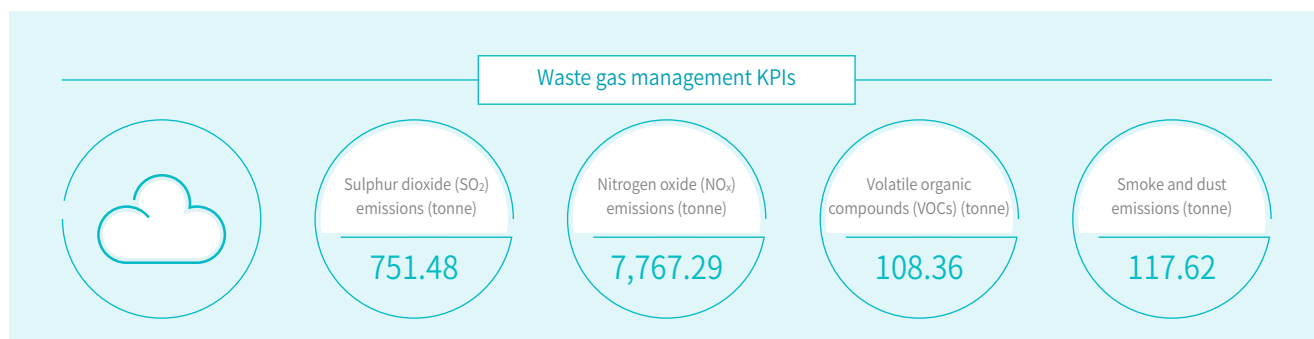 Waste gas management KPIs
Sulphur dioxide (SO₂)
emissions (tonne)
751.48
Nitrogen oxide (NOₓ)
emissions (tonne)
7,767.29
Volatile organic
compounds (VOCs) (tonne)
108.36
Smoke and dust
emissions (tonne)
117.62